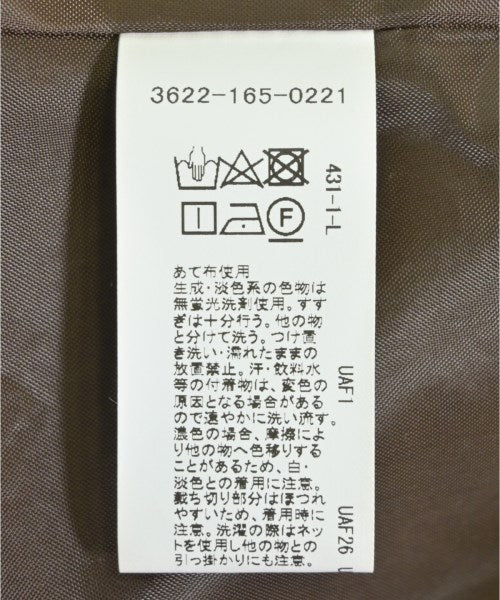 3622-165-0221
431-1-L
F
あて布使用
生成・淡色系の色物は
無蛍光洗剤使用。すす
ぎは十分行う。他の物
と分けて洗う。つけ置
き洗い・濡れたままの
放置禁止。汗・飲料水
等の付着物は、変色の
原因となる場合がある
ので速やかに洗い流す。
濃色の場合、摩擦によ
り他の物へ色移りする
ことがあるため、白・
淡色との着用に注意。
裁ち切り部分はほつれ
やすいため、着用時に
注意。洗濯の際はネッ
トを使用し他の物との
引っ掛かりにも注意。
UAF1
UAF26